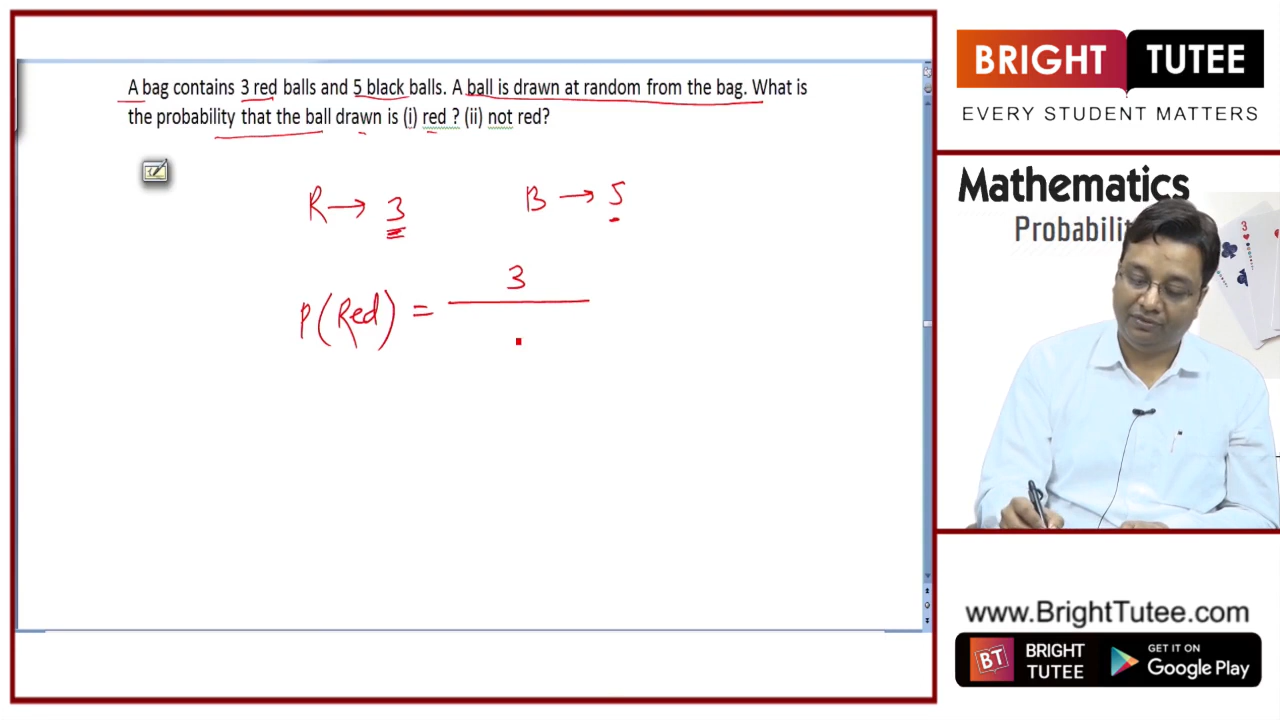 A bag contains 3 red balls and 5 black balls. A ball is drawn at random from the bag. What is
the probability that the ball drawn is (i) red ? (ii) not red?
R → 3
B → 5
3
P(Red) =
BRIGHT TUTEE
EVERY STUDENT MATTERS
Mathematics
Probabilit
3
www.BrightTutee.com
BT
BRIGHT
TUTEE
GET IT ON
Google Play